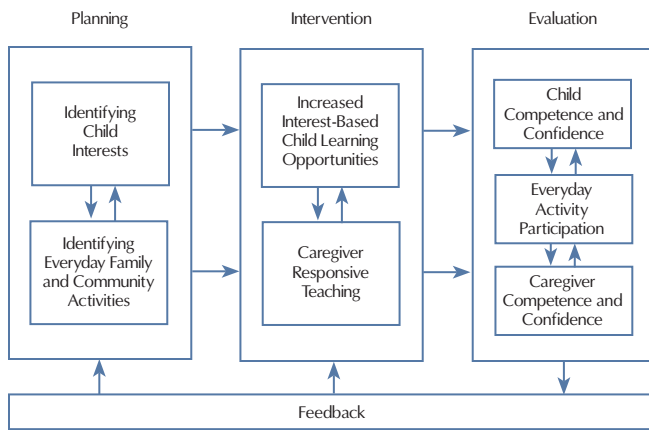 Planning
Identifying
Child
Interests
Identifying
Everyday Family
and Community
Activities
Intervention
Increased
Interest-Based
Child Learning
Opportunities
Caregiver
Responsive
Teaching
Evaluation
Child
Competence and
Confidence
Everyday
Activity
Participation
Caregiver
Competence and
Confidence
Feedback